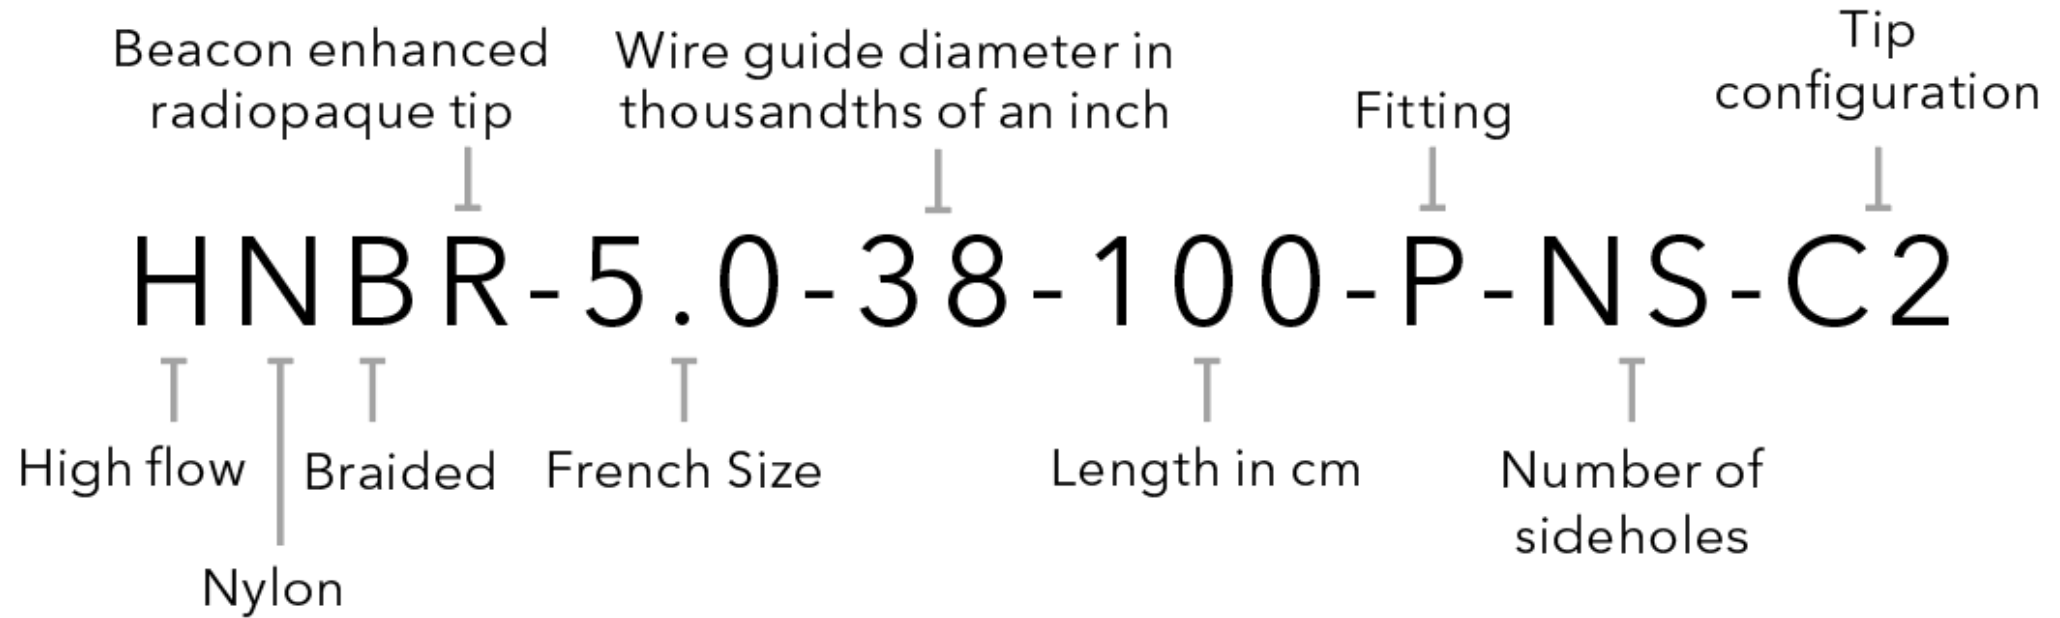 Beacon enhanced
radiopaque tip
Wire guide diameter in
thousandths of an inch
Fitting
Tip
configuration
HNBR-5.0-38-100-P-NS-C2
High flow
Nylon
Braided
French Size
Length in cm
Number of
sideholes